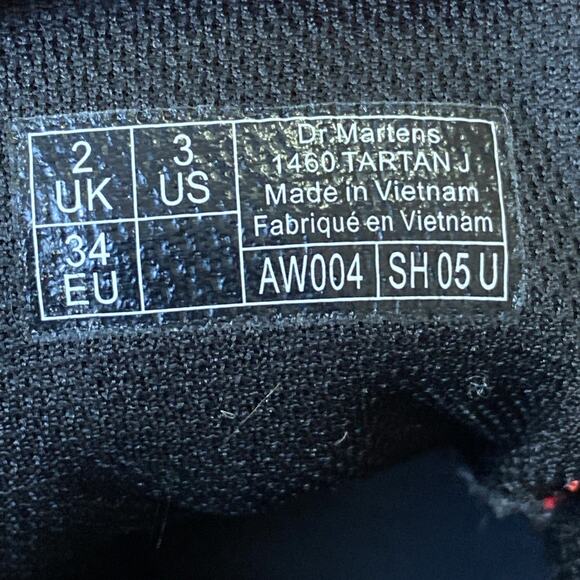 2 UK
3 US
34 EU
Dr Martens
1460 TARTAN J
Made in Vietnam
Fabriqué en Vietnam
AW004
SH 05 U